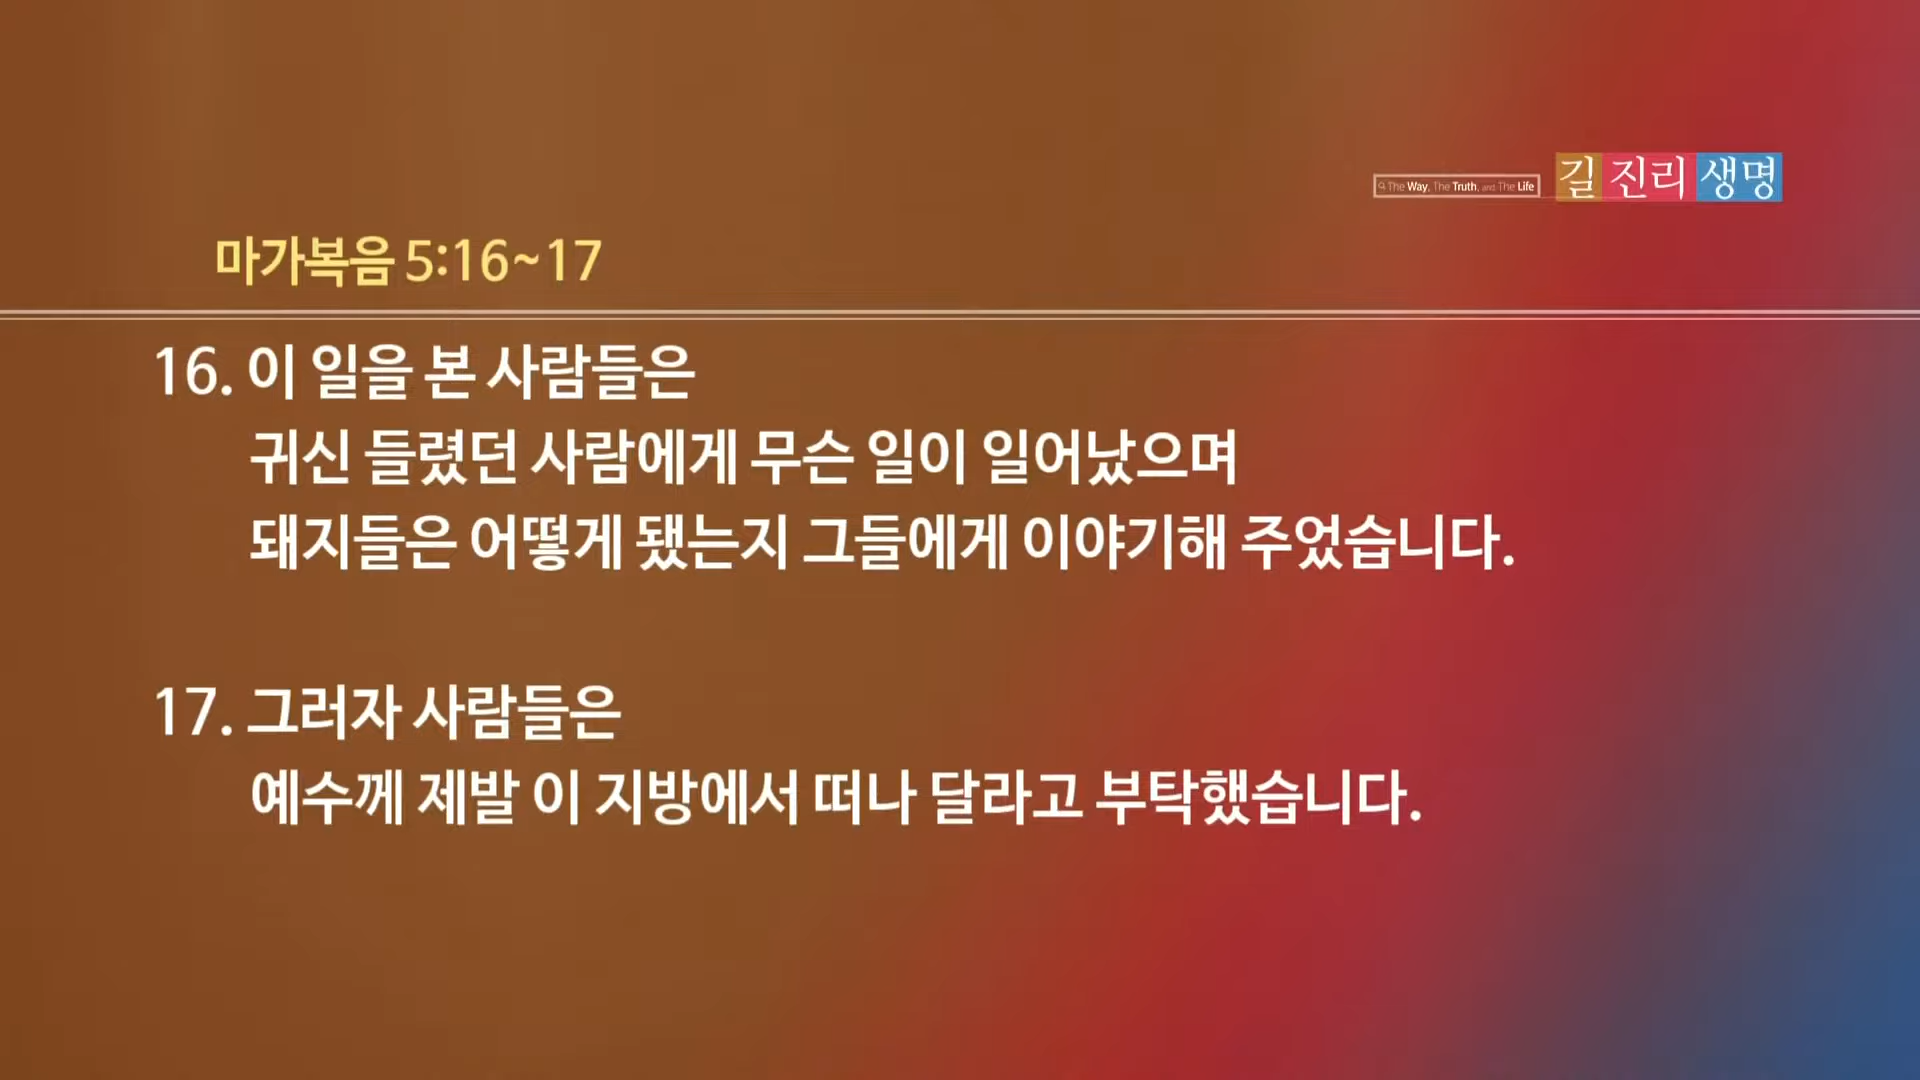 The Way, The Truth, and The Life
길 진리 생명
마가복음 5:16~17
16. 이 일을 본 사람들은
귀신 들렸던 사람에게 무슨 일이 일어났으며
돼지들은 어떻게 됐는지 그들에게 이야기해 주었습니다.
17. 그러자 사람들은
예수께 제발 이 지방에서 떠나 달라고 부탁했습니다.